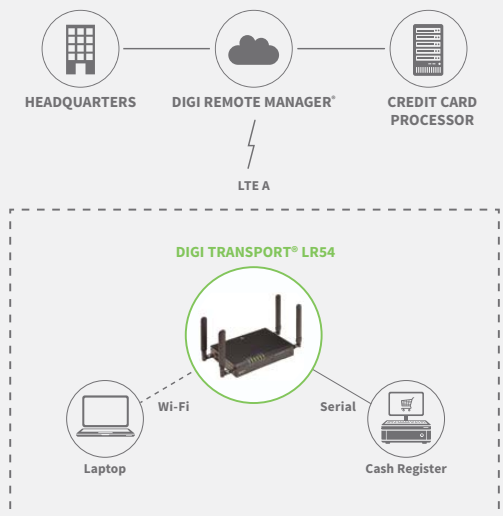 HEADQUARTERS
DIGI REMOTE MANAGER®
CREDIT CARD
PROCESSOR
LTE A
DIGI TRANSPORT® LR54
Wi-Fi
Serial
Laptop
Cash Register